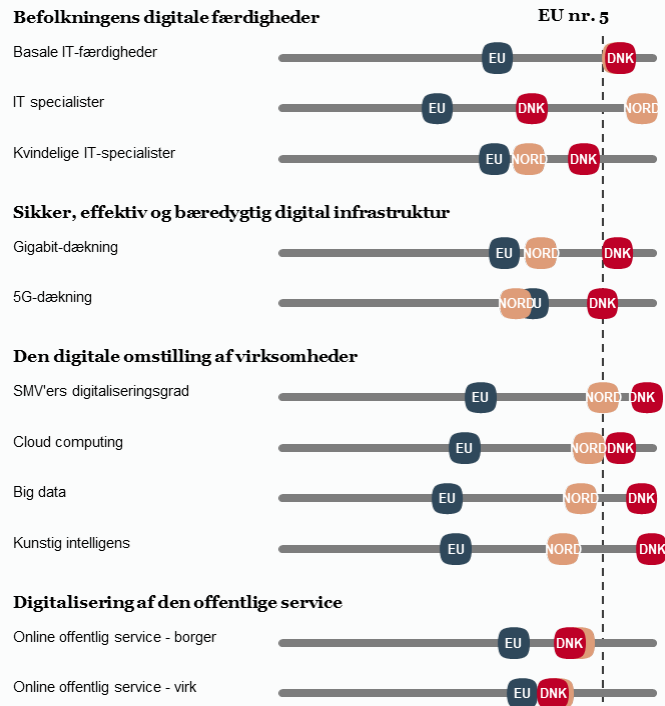 Befolkningens digitale færdigheder EU nr. 5
Basale IT-færdigheder EU DNK
IT specialister EU DNK NORD
Kvindelige IT-specialister EU NORD DNK
Sikker, effektiv og bæredygtig digital infrastruktur
Gigabit-dækning EU NORD DNK
5G-dækning NORD U DNK
Den digitale omstilling af virksomheder
SMV'ers digitaliseringsgrad EU NORD DNK
Cloud computing EU NORD DNK
Big data EU NORD DNK
Kunstig intelligens EU NORD DNK
Digitalisering af den offentlige service
Online offentlig service - borger EU DNK
Online offentlig service - virk EU DNK